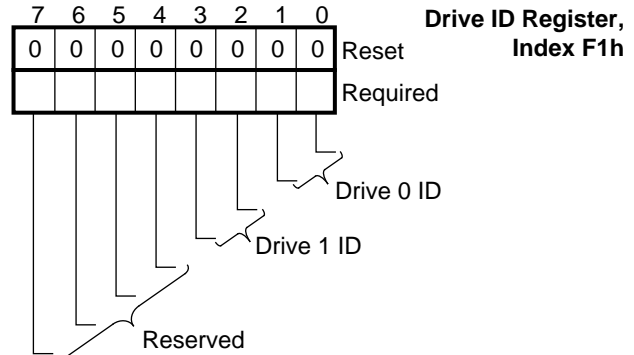 Drive ID Register,
Index F1h
7 6 5 4 3 2 1 0
0 0 0 0 0 0 0 0 Reset
Required
Drive 0 ID
Drive 1 ID
Reserved